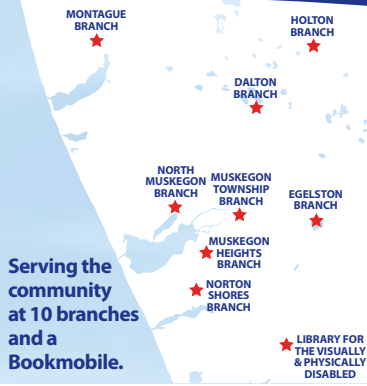 MONTAGUE
BRANCH
HOLTON
BRANCH
DALTON
BRANCH
NORTH
MUSKEGON
BRANCH
MUSKEGON
TOWNSHIP
BRANCH
EGELSTON
BRANCH
MUSKEGON
HEIGHTS
BRANCH
NORTON
SHORES
BRANCH
Serving the
community
at 10 branches
and a
Bookmobile.
LIBRARY FOR
THE VISUALLY
& PHYSICALLY
DISABLED